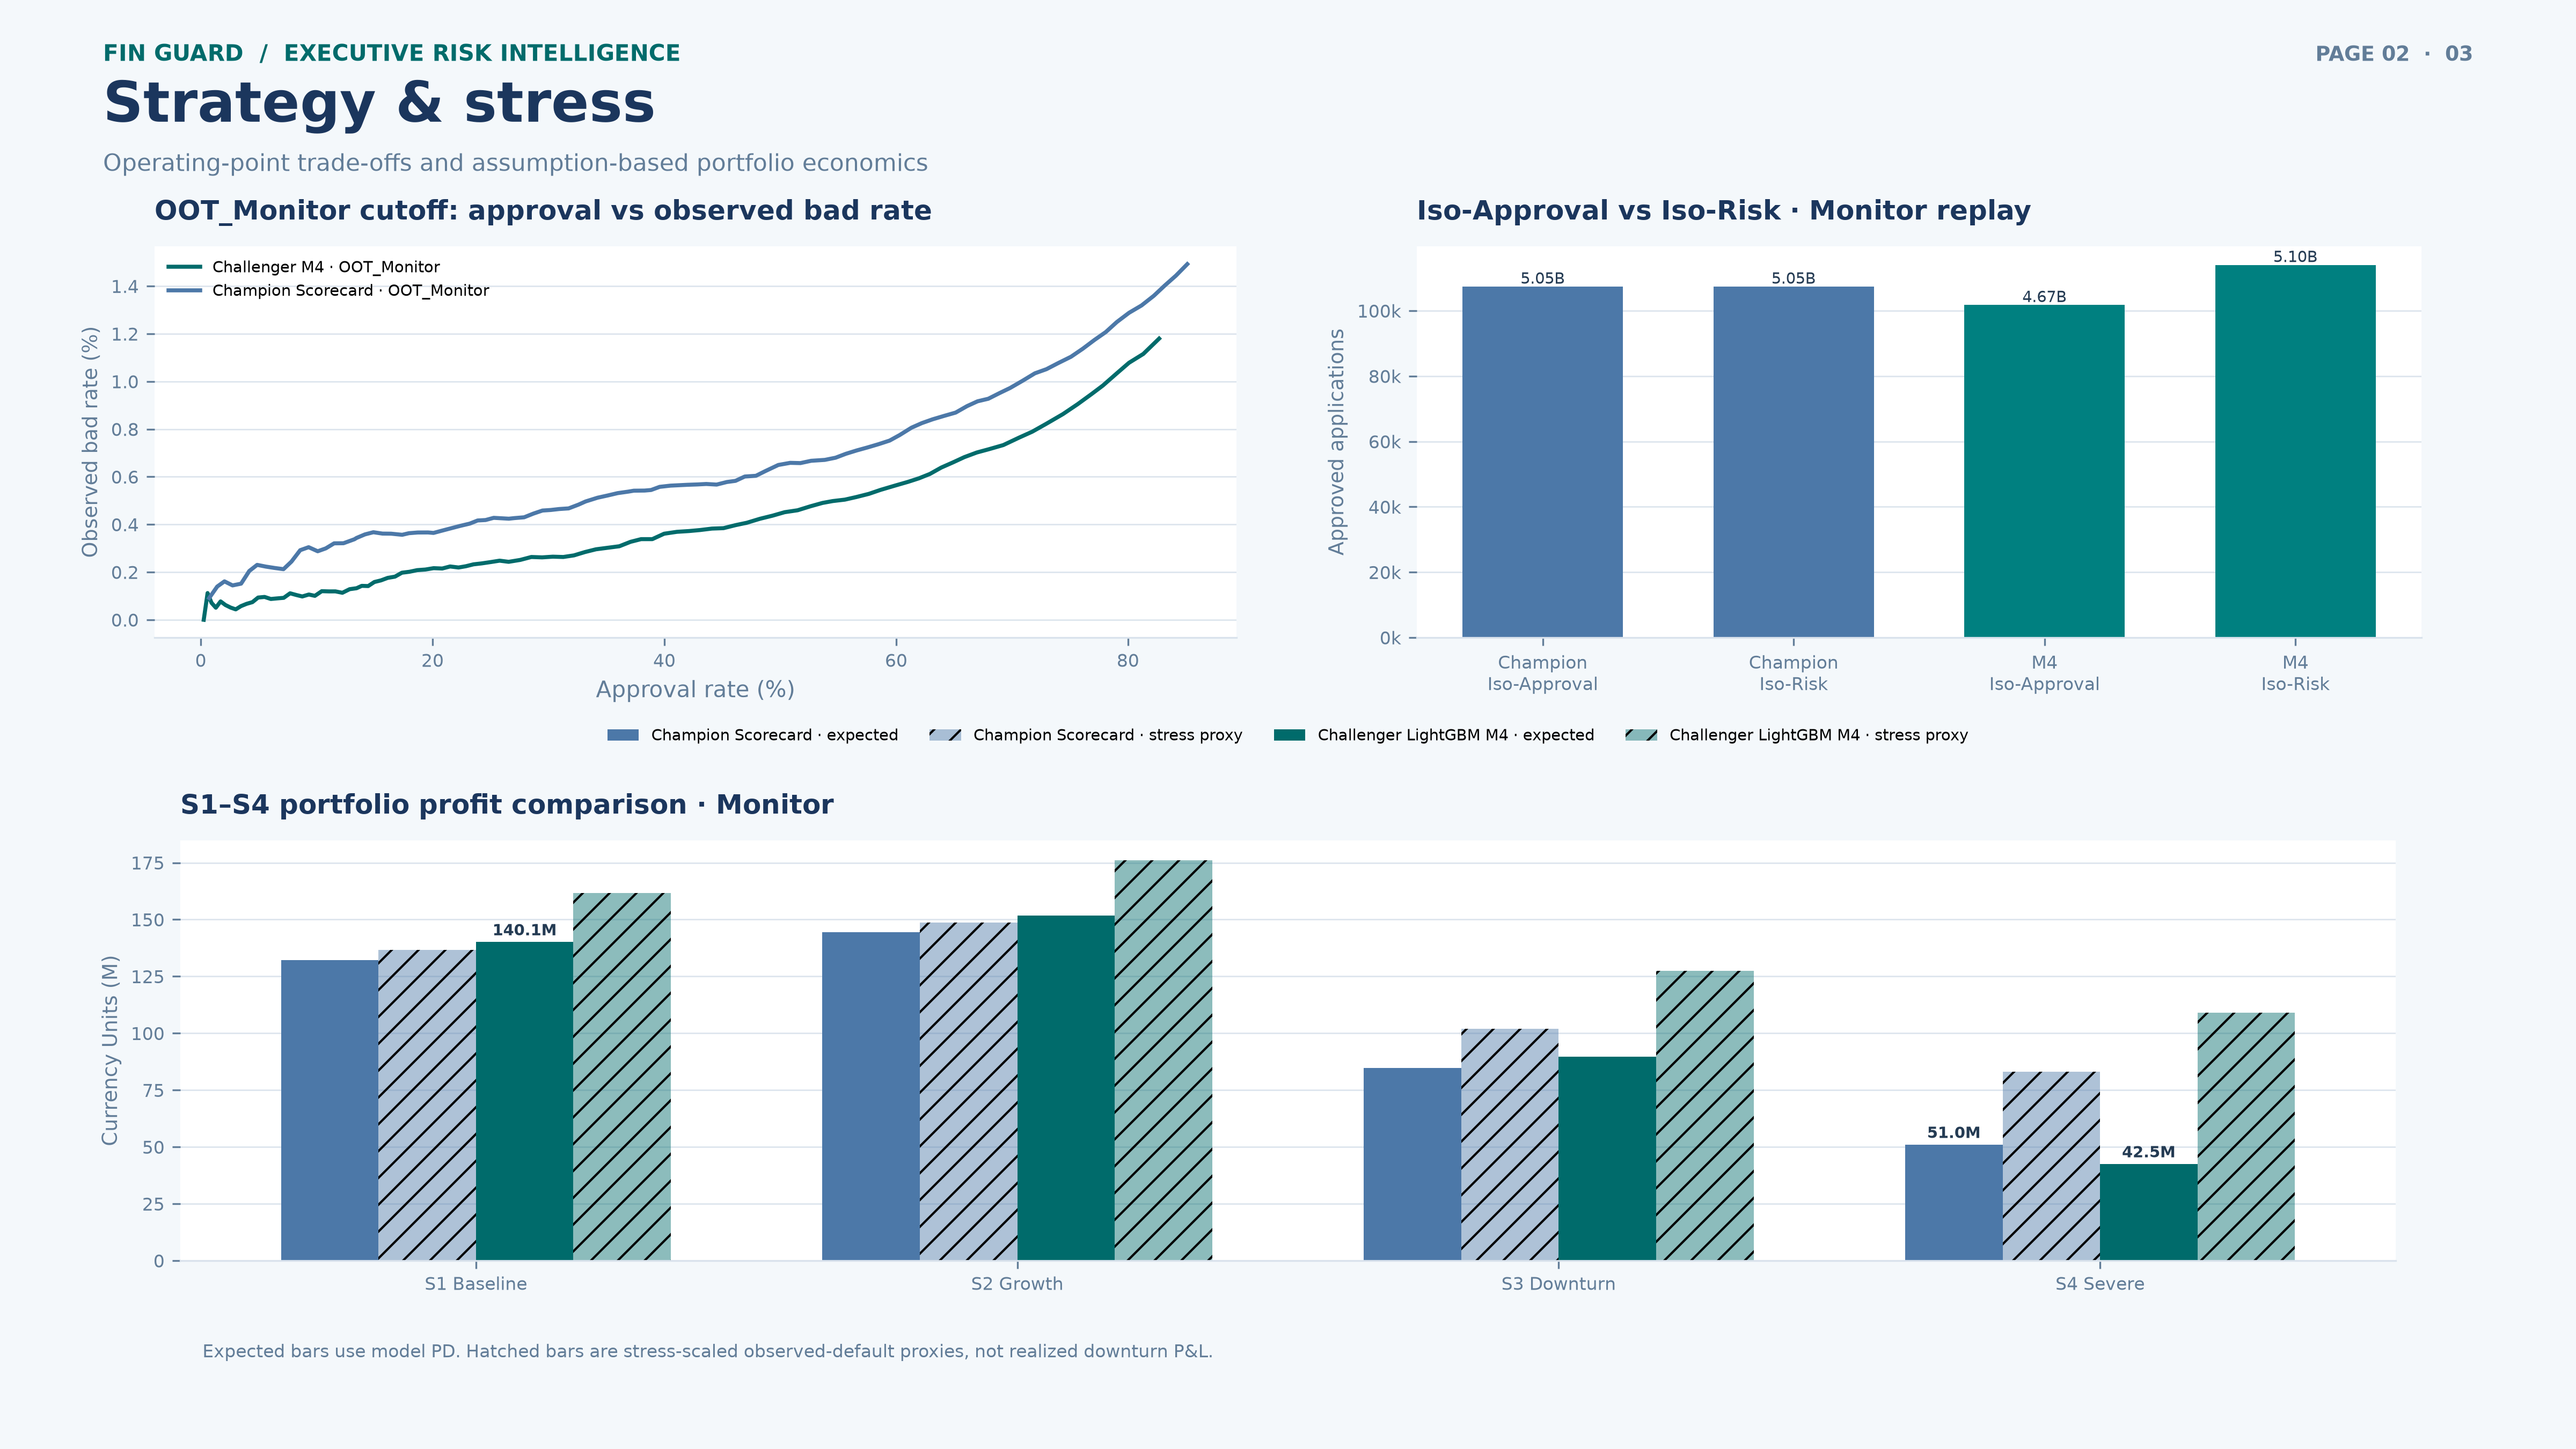 FIN GUARD / EXECUTIVE RISK INTELLIGENCE
PAGE 02 · 03
Strategy & stress
Operating-point trade-offs and assumption-based portfolio economics
OOT_Monitor cutoff: approval vs observed bad rate
Challenger M4 · OOT_Monitor
Champion Scorecard · OOT_Monitor
Observed bad rate (%)
1.4
1.2
1.0
0.8
0.6
0.4
0.2
0.0
0 20 40 60 80
Approval rate (%)
Iso-Approval vs Iso-Risk · Monitor replay
Approved applications
100k
80k
60k
40k
20k
0k
5.05B 5.05B 4.67B 5.10B
Champion Champion M4 M4
Iso-Approval Iso-Risk Iso-Approval Iso-Risk
Champion Scorecard · expected Champion Scorecard · stress proxy Challenger LightGBM M4 · expected Challenger LightGBM M4 · stress proxy
S1–S4 portfolio profit comparison · Monitor
Currency Units (M)
175
150
125
100
75
50
25
0
140.1M
51.0M
42.5M
S1 Baseline S2 Growth S3 Downturn S4 Severe
Expected bars use model PD. Hatched bars are stress-scaled observed-default proxies, not realized downturn P&L.